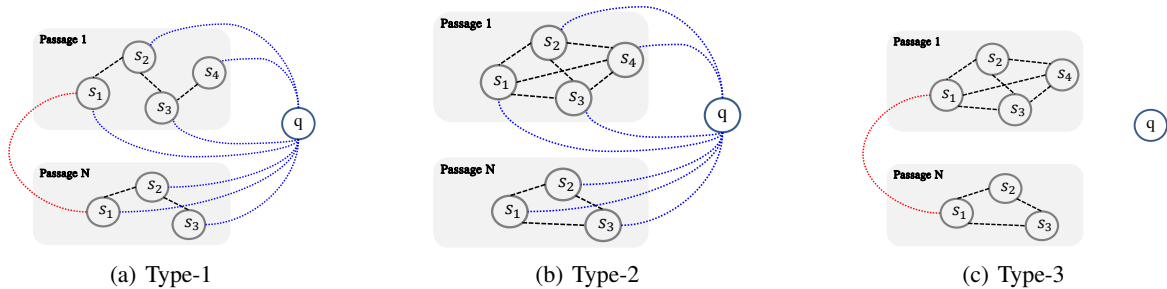 Passage 1
S₂
S₄
S₁
S₃
q
Passage N
S₂
S₁
S₃
(a) Type-1
Passage 1
S₂
S₄
S₁
S₃
q
Passage N
S₂
S₁
S₃
(b) Type-2
Passage 1
S₂
S₄
S₁
S₃
q
Passage N
S₂
S₁
S₃
(c) Type-3